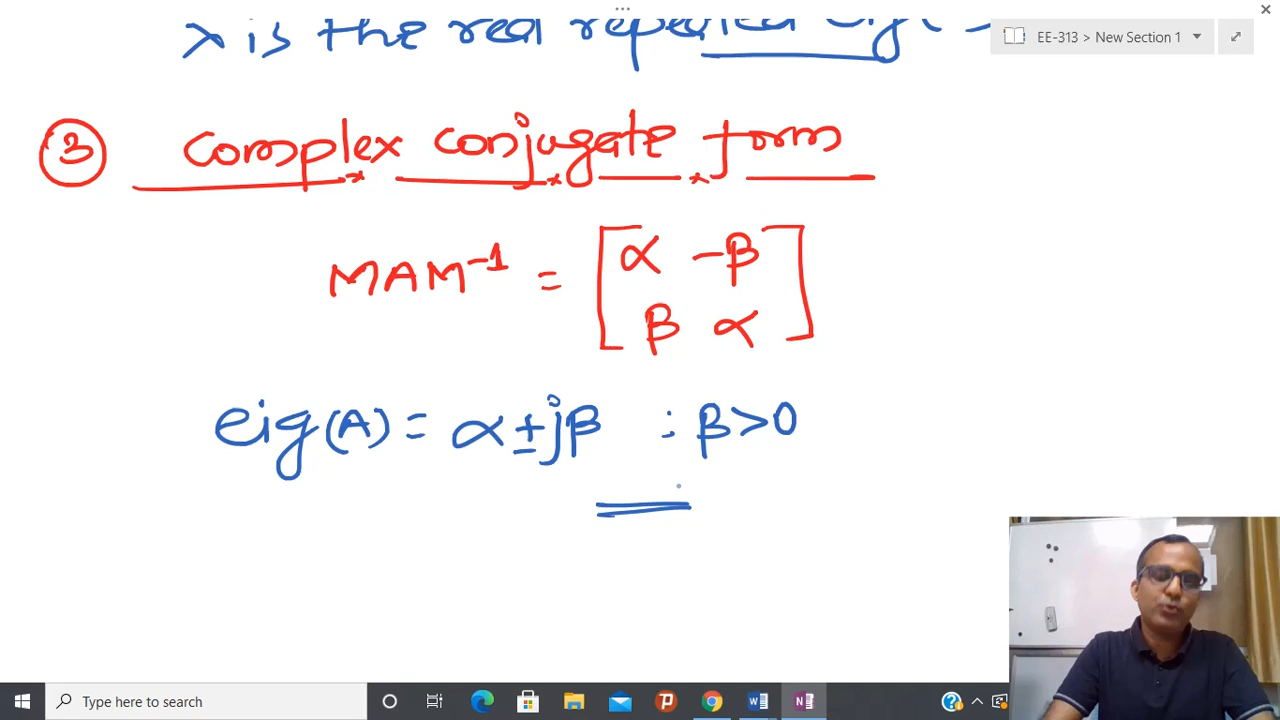 λ is the real repeated
EE-313 > New Section 1
③ Complex conjugate form
MAM⁻¹ = [α -β
β α]
eig(A) = α ± jβ : β>0
Type here to search